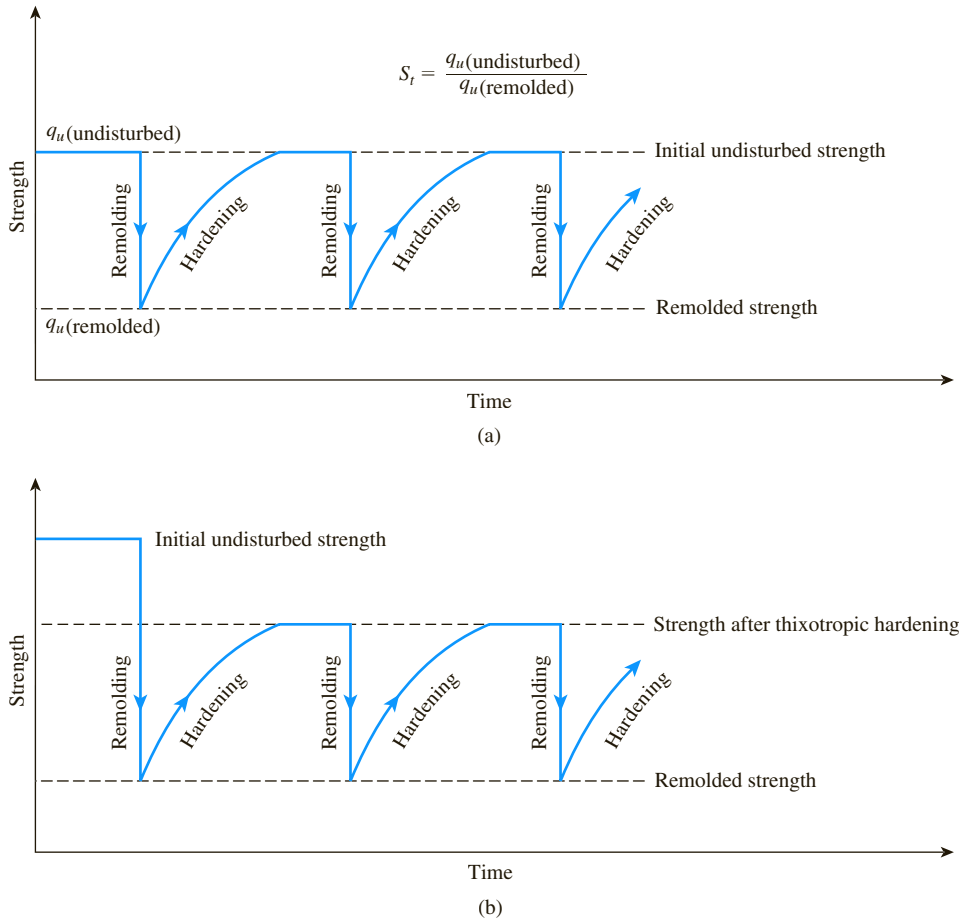 S_t = q_u(undisturbed) / q_u(remolded)
q_u(undisturbed)
Initial undisturbed strength
Strength
Remolding
Hardening
Remolding
Hardening
Remolding
Hardening
q_u(remolded)
Remolded strength
Time
(a)
Initial undisturbed strength
Strength after thixotropic hardening
Strength
Remolding
Hardening
Remolding
Hardening
Remolding
Hardening
Remolded strength
Time
(b)